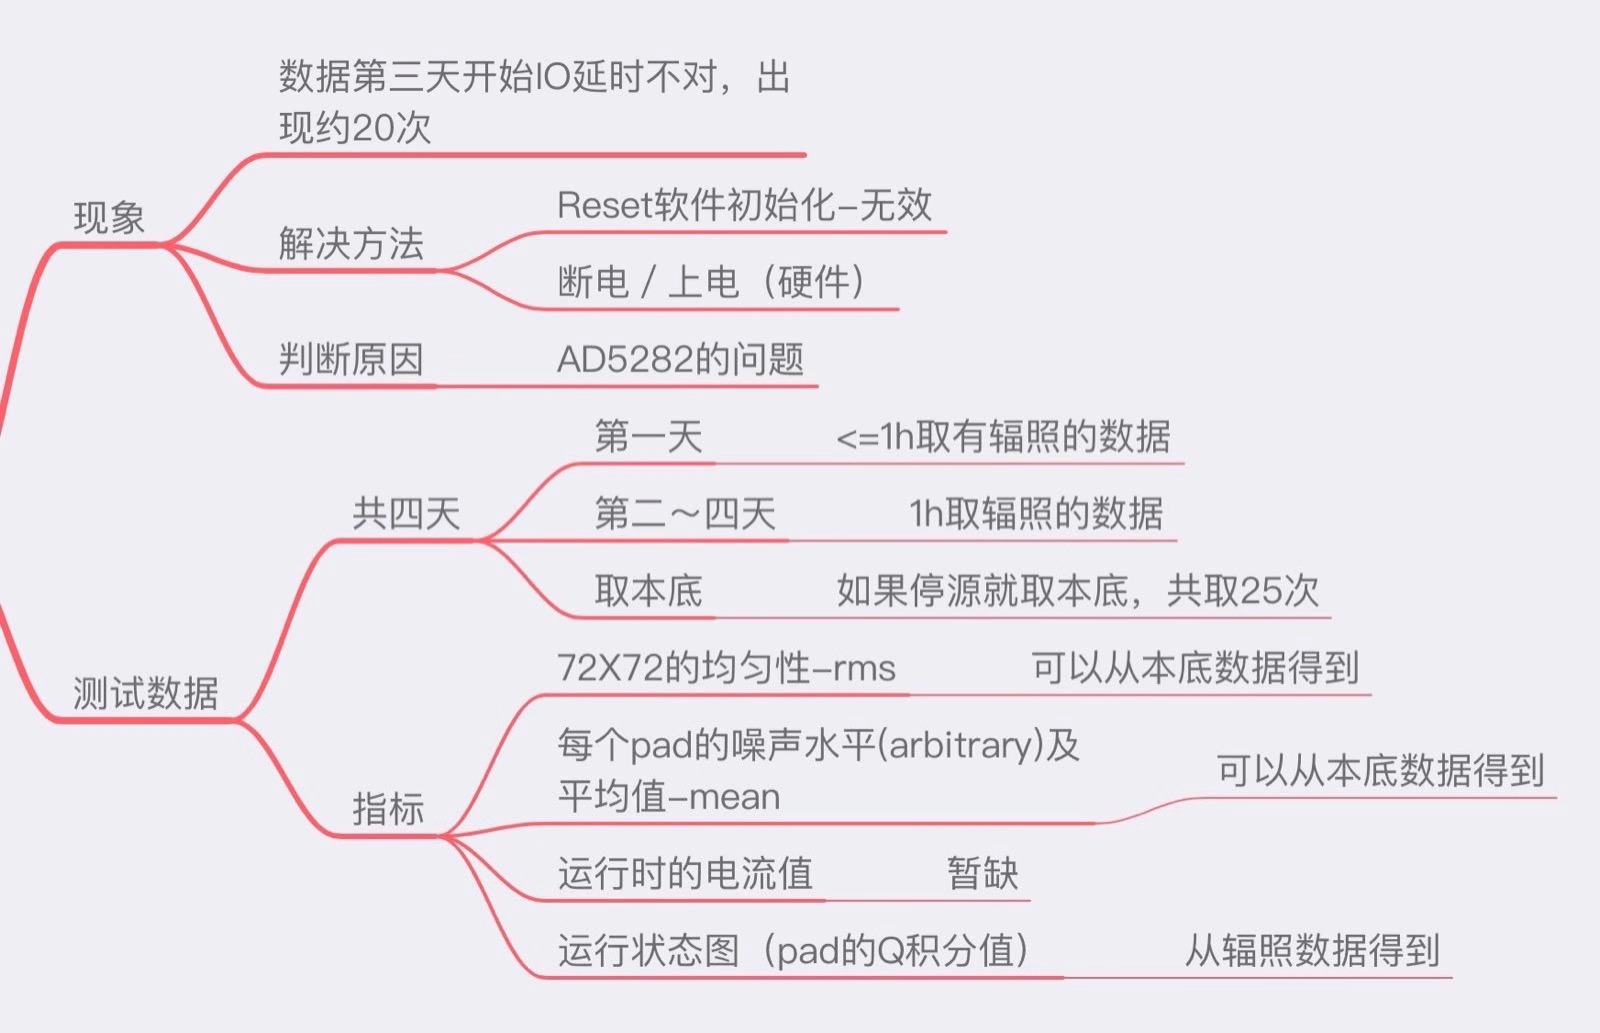 数据第三天开始IO延时不对，出
现约20次
现象
解决方法
Reset软件初始化-无效
断电 / 上电（硬件）
判断原因
AD5282的问题
测试数据
共四天
第一天
<=1h取有辐照的数据
第二～四天
1h取辐照的数据
取本底
如果停源就取本底，共取25次
指标
72X72的均匀性-rms
可以从本底数据得到
每个pad的噪声水平(arbitrary)及
平均值-mean
可以从本底数据得到
运行时的电流值
暂缺
运行状态图（pad的Q积分值）
从辐照数据得到